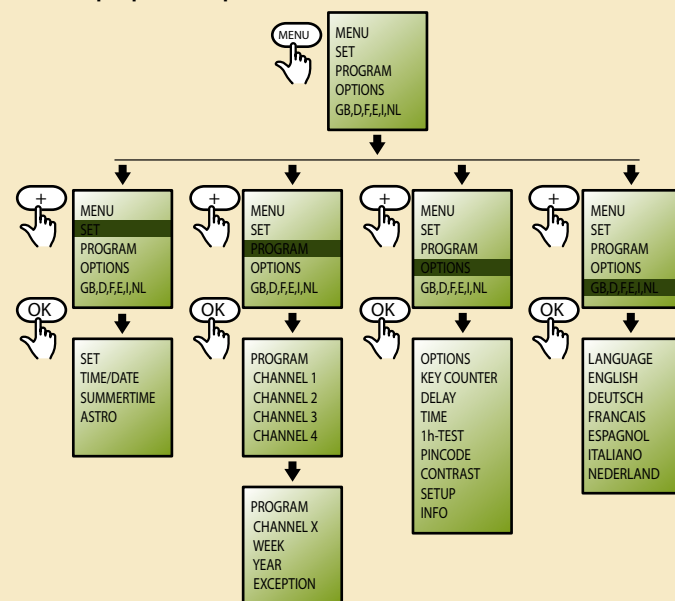 MENU
MENU
SET
PROGRAM
OPTIONS
GB,D,F,E,I,NL
+
MENU
SET
PROGRAM
OPTIONS
GB,D,F,E,I,NL
+
MENU
SET
PROGRAM
OPTIONS
GB,D,F,E,I,NL
+
MENU
SET
PROGRAM
OPTIONS
GB,D,F,E,I,NL
+
MENU
SET
PROGRAM
OPTIONS
GB,D,F,E,I,NL
OK
SET
TIME/DATE
SUMMERTIME
ASTRO
OK
PROGRAM
CHANNEL 1
CHANNEL 2
CHANNEL 3
CHANNEL 4
OK
OPTIONS
KEY COUNTER
DELAY
TIME
1h-TEST
PINCODE
CONTRAST
SETUP
INFO
OK
LANGUAGE
ENGLISH
DEUTSCH
FRANCAIS
ESPAGNOL
ITALIANO
NEDERLAND
PROGRAM
CHANNEL X
WEEK
YEAR
EXCEPTION